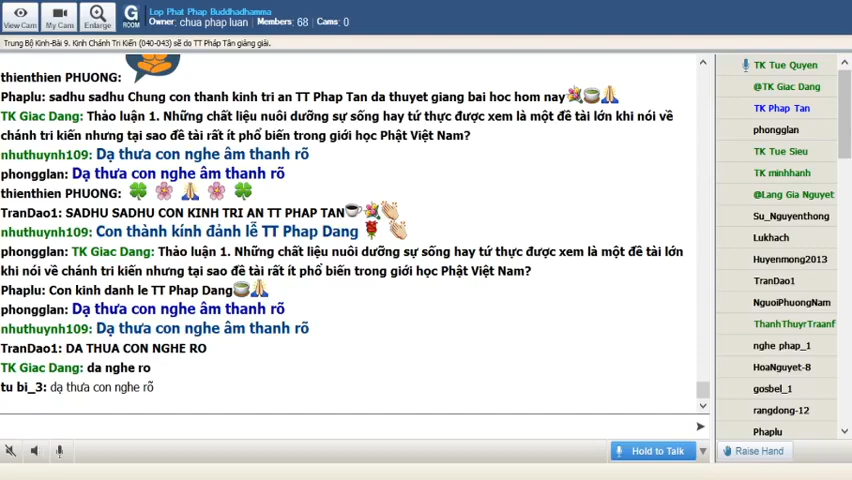 View Cam
My Cam
Enlarge
G
ROOM
Lop Phat Phap Buddhadhamma
Owner: chua phap luan Members: 68 Cams: 0
Trung Bộ Kinh-Bài 9. Kinh Chánh Tri Kiến (040-043) sẽ do TT Pháp Tân giảng giải.
thienthien PHUONG:
Phaplu: sadhu sadhu Chung con thanh kinh tri an TT Phap Tan da thuyet giang bai hoc hom nay
TK Giac Dang: Thảo luận 1. Những chất liệu nuôi dưỡng sự sống hay tứ thực được xem là một đề tài lớn khi nói về
chánh tri kiến nhưng tại sao đề tài rất ít phổ biến trong giới học Phật Việt Nam?
nhuthuynh109: Dạ thưa con nghe âm thanh rõ
phongglan: Dạ thưa con nghe âm thanh rõ
thienthien PHUONG:
TranDao1: SADHU SADHU CON KINH TRI AN TT PHAP TAN
nhuthuynh109: Con thành kính đảnh lễ TT Phap Dang
phongglan: TK Giac Dang: Thảo luận 1. Những chất liệu nuôi dưỡng sự sống hay tứ thực được xem là một đề tài lớn
khi nói về chánh tri kiến nhưng tại sao đề tài rất ít phổ biến trong giới học Phật Việt Nam?
Phaplu: Con kinh danh le TT Phap Dang
phongglan: Dạ thưa con nghe âm thanh rõ
nhuthuynh109: Dạ thưa con nghe âm thanh rõ
TranDao1: DA THUA CON NGHE RO
TK Giac Dang: da nghe ro
tu bi_3: dạ thưa con nghe rõ
Hold to Talk
TK Tue Quyen
@TK Giac Dang
TK Phap Tan
phongglan
TK Tue Sieu
TK minhhanh
@Lang Gia Nguyet
Su_Nguyenthong
Lukhach
Huyenmong2013
TranDao1
NguoiPhuongNam
ThanhThuyrTraanf
nghe phap_1
HoaNguyet-8
gosbel_1
rangdong-12
Phaplu
Raise Hand